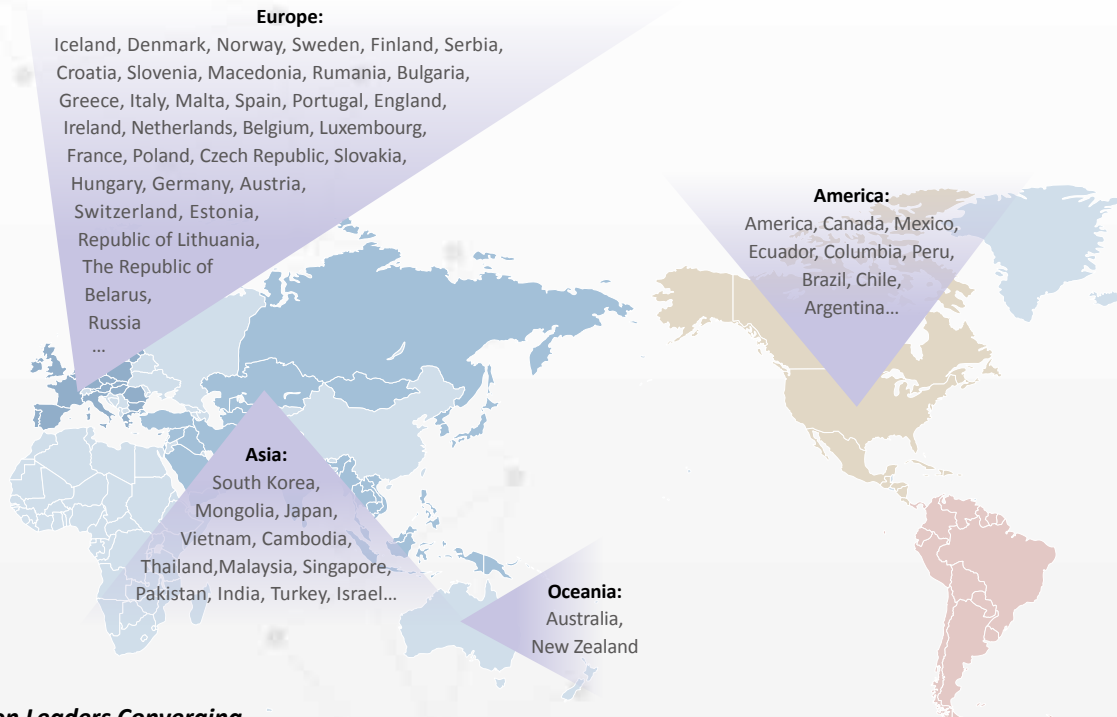 Europe:
Iceland, Denmark, Norway, Sweden, Finland, Serbia,
Croatia, Slovenia, Macedonia, Rumania, Bulgaria,
Greece, Italy, Malta, Spain, Portugal, England,
Ireland, Netherlands, Belgium, Luxembourg,
France, Poland, Czech Republic, Slovakia,
Hungary, Germany, Austria,
Switzerland, Estonia,
Republic of Lithuania,
The Republic of
Belarus,
Russia
...
America:
America, Canada, Mexico,
Ecuador, Columbia, Peru,
Brazil, Chile,
Argentina...
Asia:
South Korea,
Mongolia, Japan,
Vietnam, Cambodia,
Thailand,Malaysia, Singapore,
Pakistan, India, Turkey, Israel...
Oceania:
Australia,
New Zealand
Leaders Converging